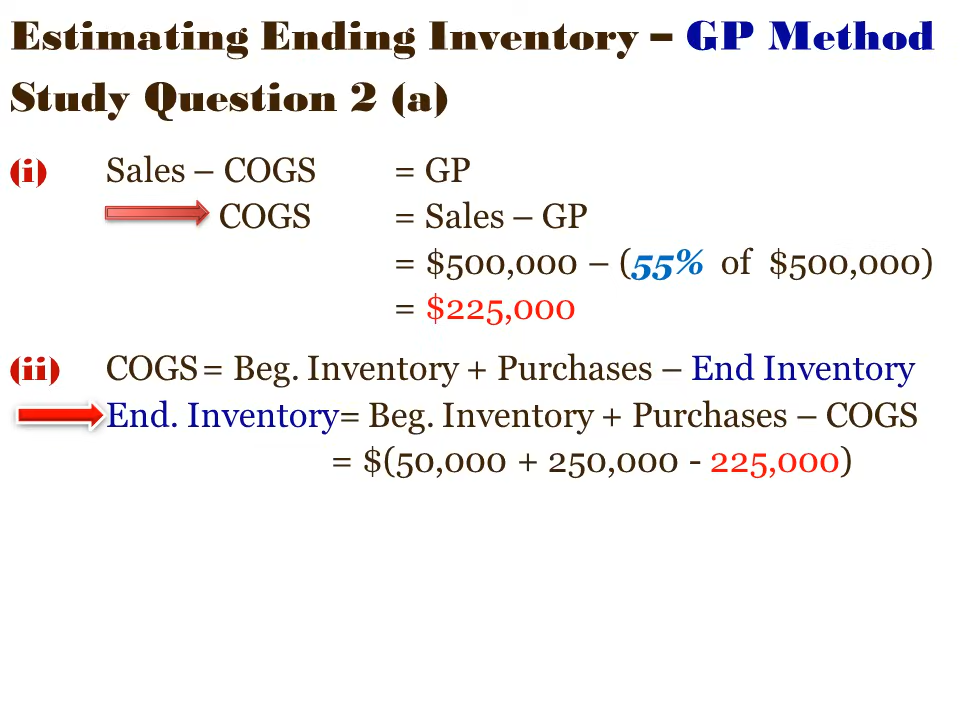 Estimating Ending Inventory – GP Method
Study Question 2 (a)
(i) Sales – COGS = GP
COGS = Sales – GP
= $500,000 – (55% of $500,000)
= $225,000
(ii) COGS = Beg. Inventory + Purchases – End Inventory
End. Inventory= Beg. Inventory + Purchases – COGS
= $(50,000 + 250,000 - 225,000)